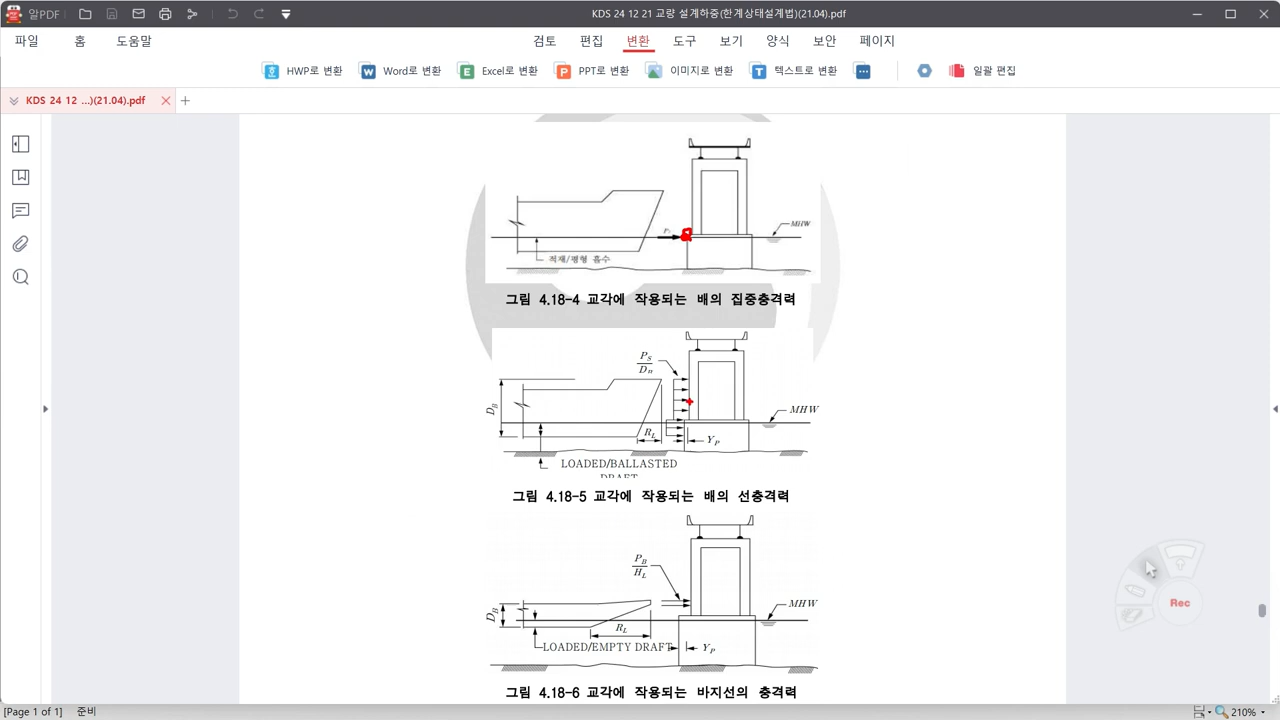 알PDF
KDS 24 12 21 교량 설계하중(한계상태설계법)(21.04).pdf
파일 홈 도움말 검토 편집 변환 도구 보기 양식 보안 페이지
HWP로 변환 Word로 변환 Excel로 변환 PPT로 변환 이미지로 변환 텍스트로 변환 일괄 편집
KDS 24 12 ...)(21.04).pdf
MHW
적재/평형 흘수
그림 4.18-4 교각에 작용되는 배의 집중충격력
P_S
D_B
D_B
MHW
R_L
Y_P
LOADED/BALLASTED
DRAFT
그림 4.18-5 교각에 작용되는 배의 선충격력
P_B
H_L
D_B
MHW
R_L
LOADED/EMPTY DRAFT
Y_P
그림 4.18-6 교각에 작용되는 바지선의 충격력
Rec
[Page 1 of 1] 준비
210%